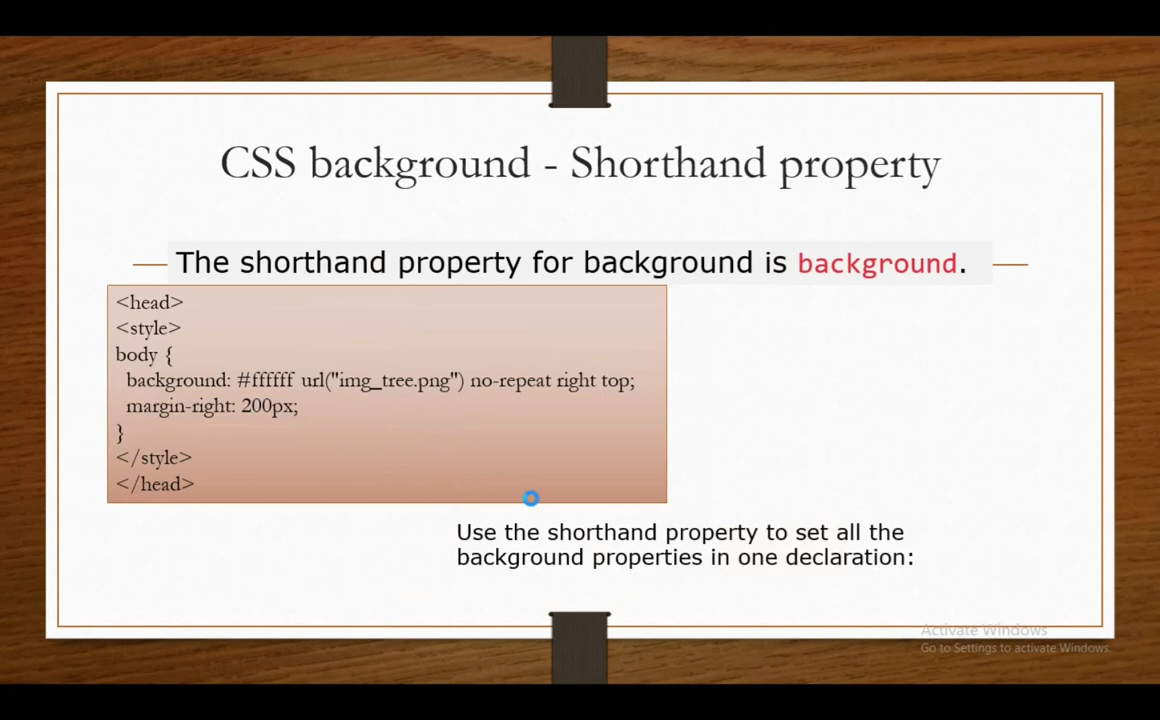 CSS background - Shorthand property
The shorthand property for background is background.
<head>
<style>
body {
  background: #ffffff url("img_tree.png") no-repeat right top;
  margin-right: 200px;
}
</style>
</head>
Use the shorthand property to set all the
background properties in one declaration:
Activate Windows
Go to Settings to activate Windows.